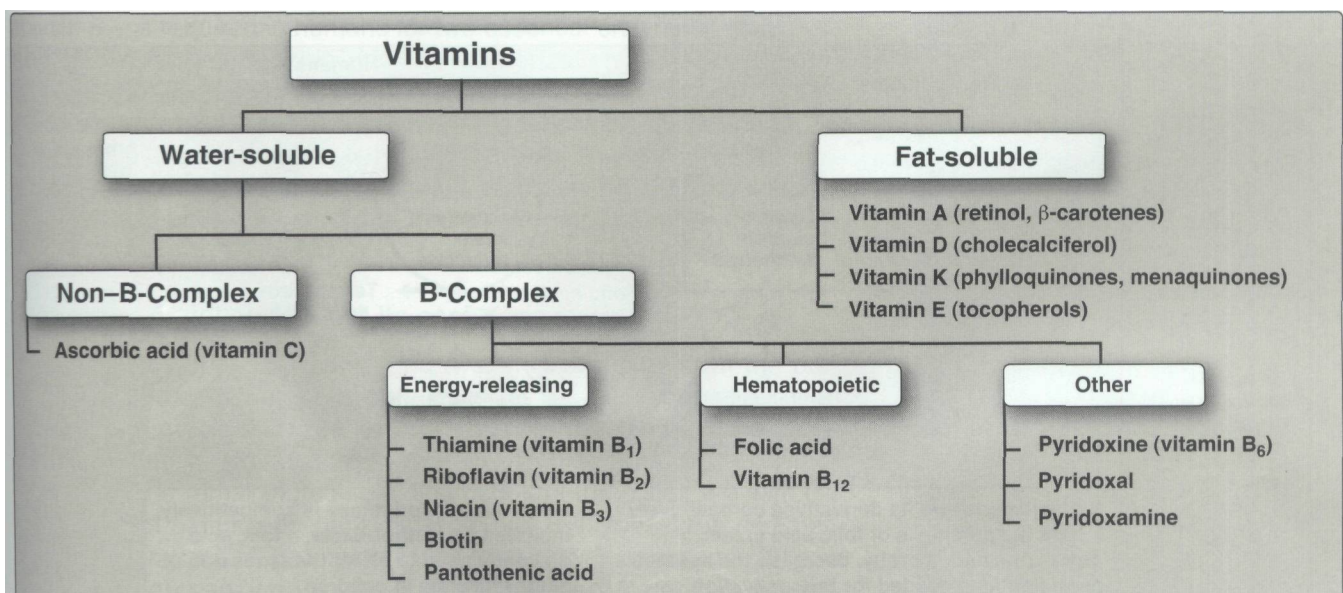 Vitamins
Water-soluble
Fat-soluble
Vitamin A (retinol, β-carotenes)
Vitamin D (cholecalciferol)
Vitamin K (phylloquinones, menaquinones)
Vitamin E (tocopherols)
Non–B-Complex
B-Complex
Ascorbic acid (vitamin C)
Energy-releasing
Hematopoietic
Other
Thiamine (vitamin B₁)
Riboflavin (vitamin B₂)
Niacin (vitamin B₃)
Biotin
Pantothenic acid
Folic acid
Vitamin B₁₂
Pyridoxine (vitamin B₆)
Pyridoxal
Pyridoxamine